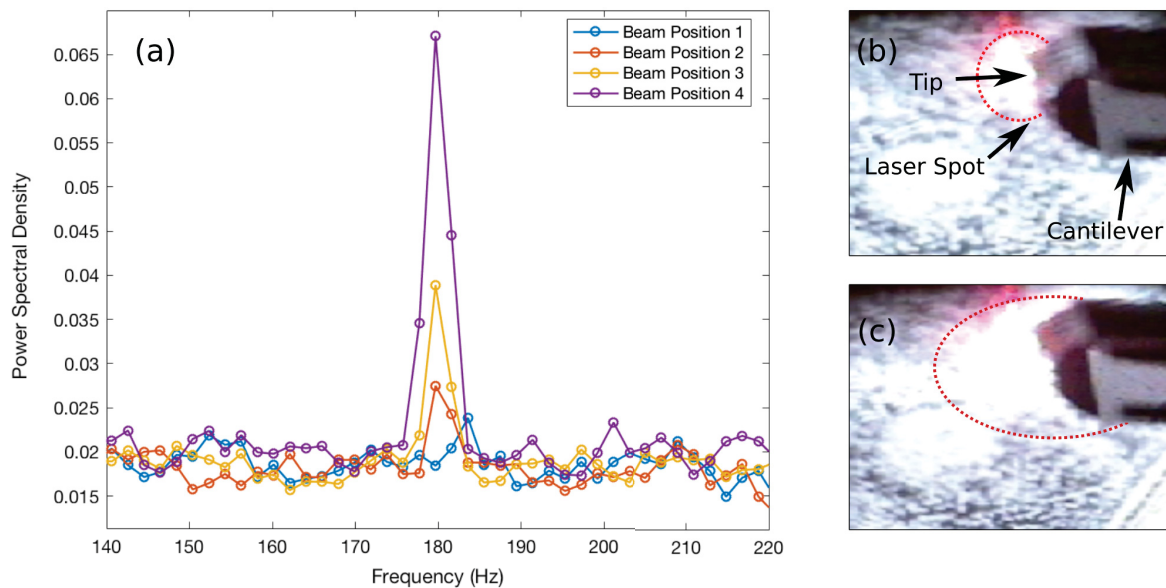 (a)
Beam Position 1
Beam Position 2
Beam Position 3
Beam Position 4
Power Spectral Density
0.065
0.06
0.055
0.05
0.045
0.04
0.035
0.03
0.025
0.02
0.015
140 150 160 170 180 190 200 210 220
Frequency (Hz)
(b)
Tip
Laser Spot
Cantilever
(c)